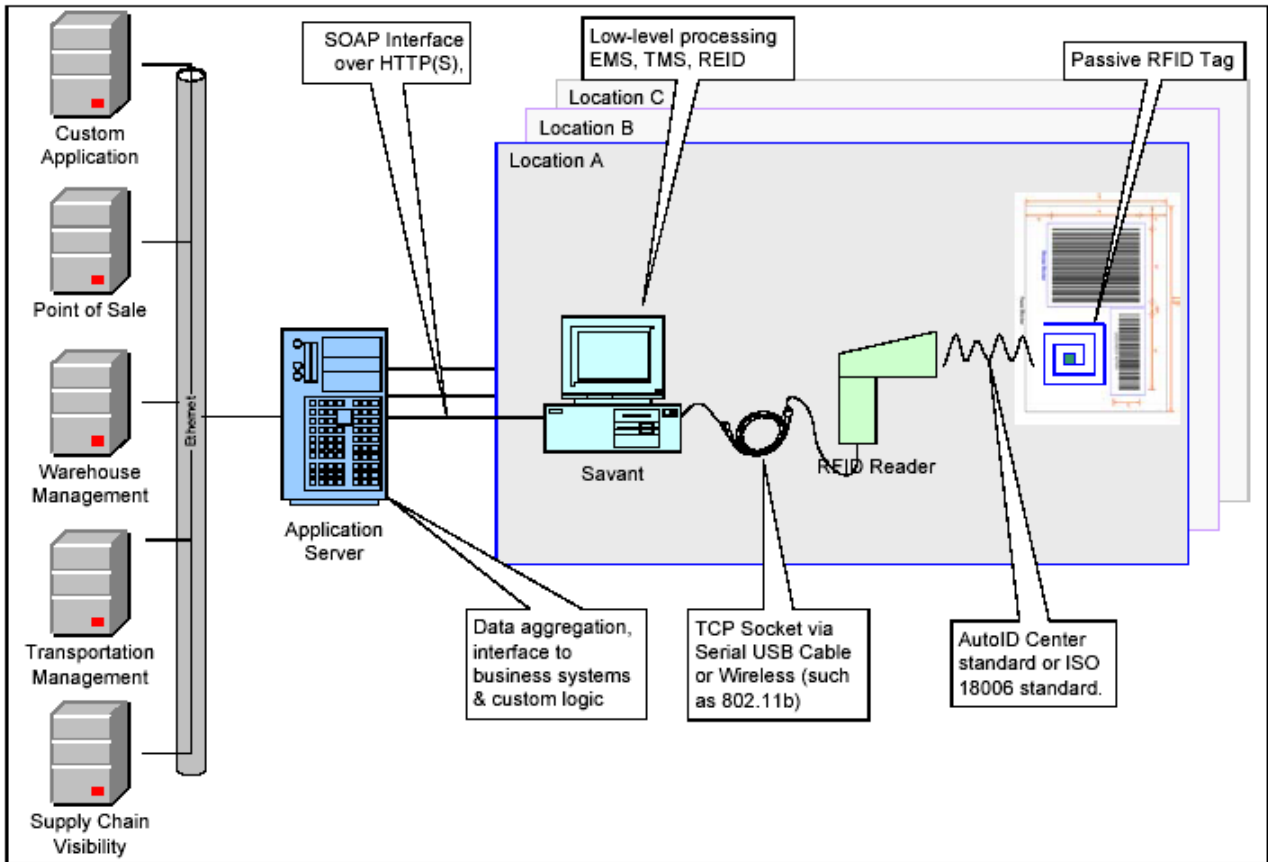 SOAP Interface
over HTTP(S),
Low-level processing
EMS, TMS, REID
Passive RFID Tag
Location C
Location B
Location A
Custom
Application
Point of Sale
Warehouse
Management
Transportation
Management
Supply Chain
Visibility
Ethernet
Application
Server
Savant
RFID Reader
Data aggregation,
interface to
business systems
& custom logic
TCP Socket via
Serial USB Cable
or Wireless (such
as 802.11b)
AutoID Center
standard or ISO
18006 standard.